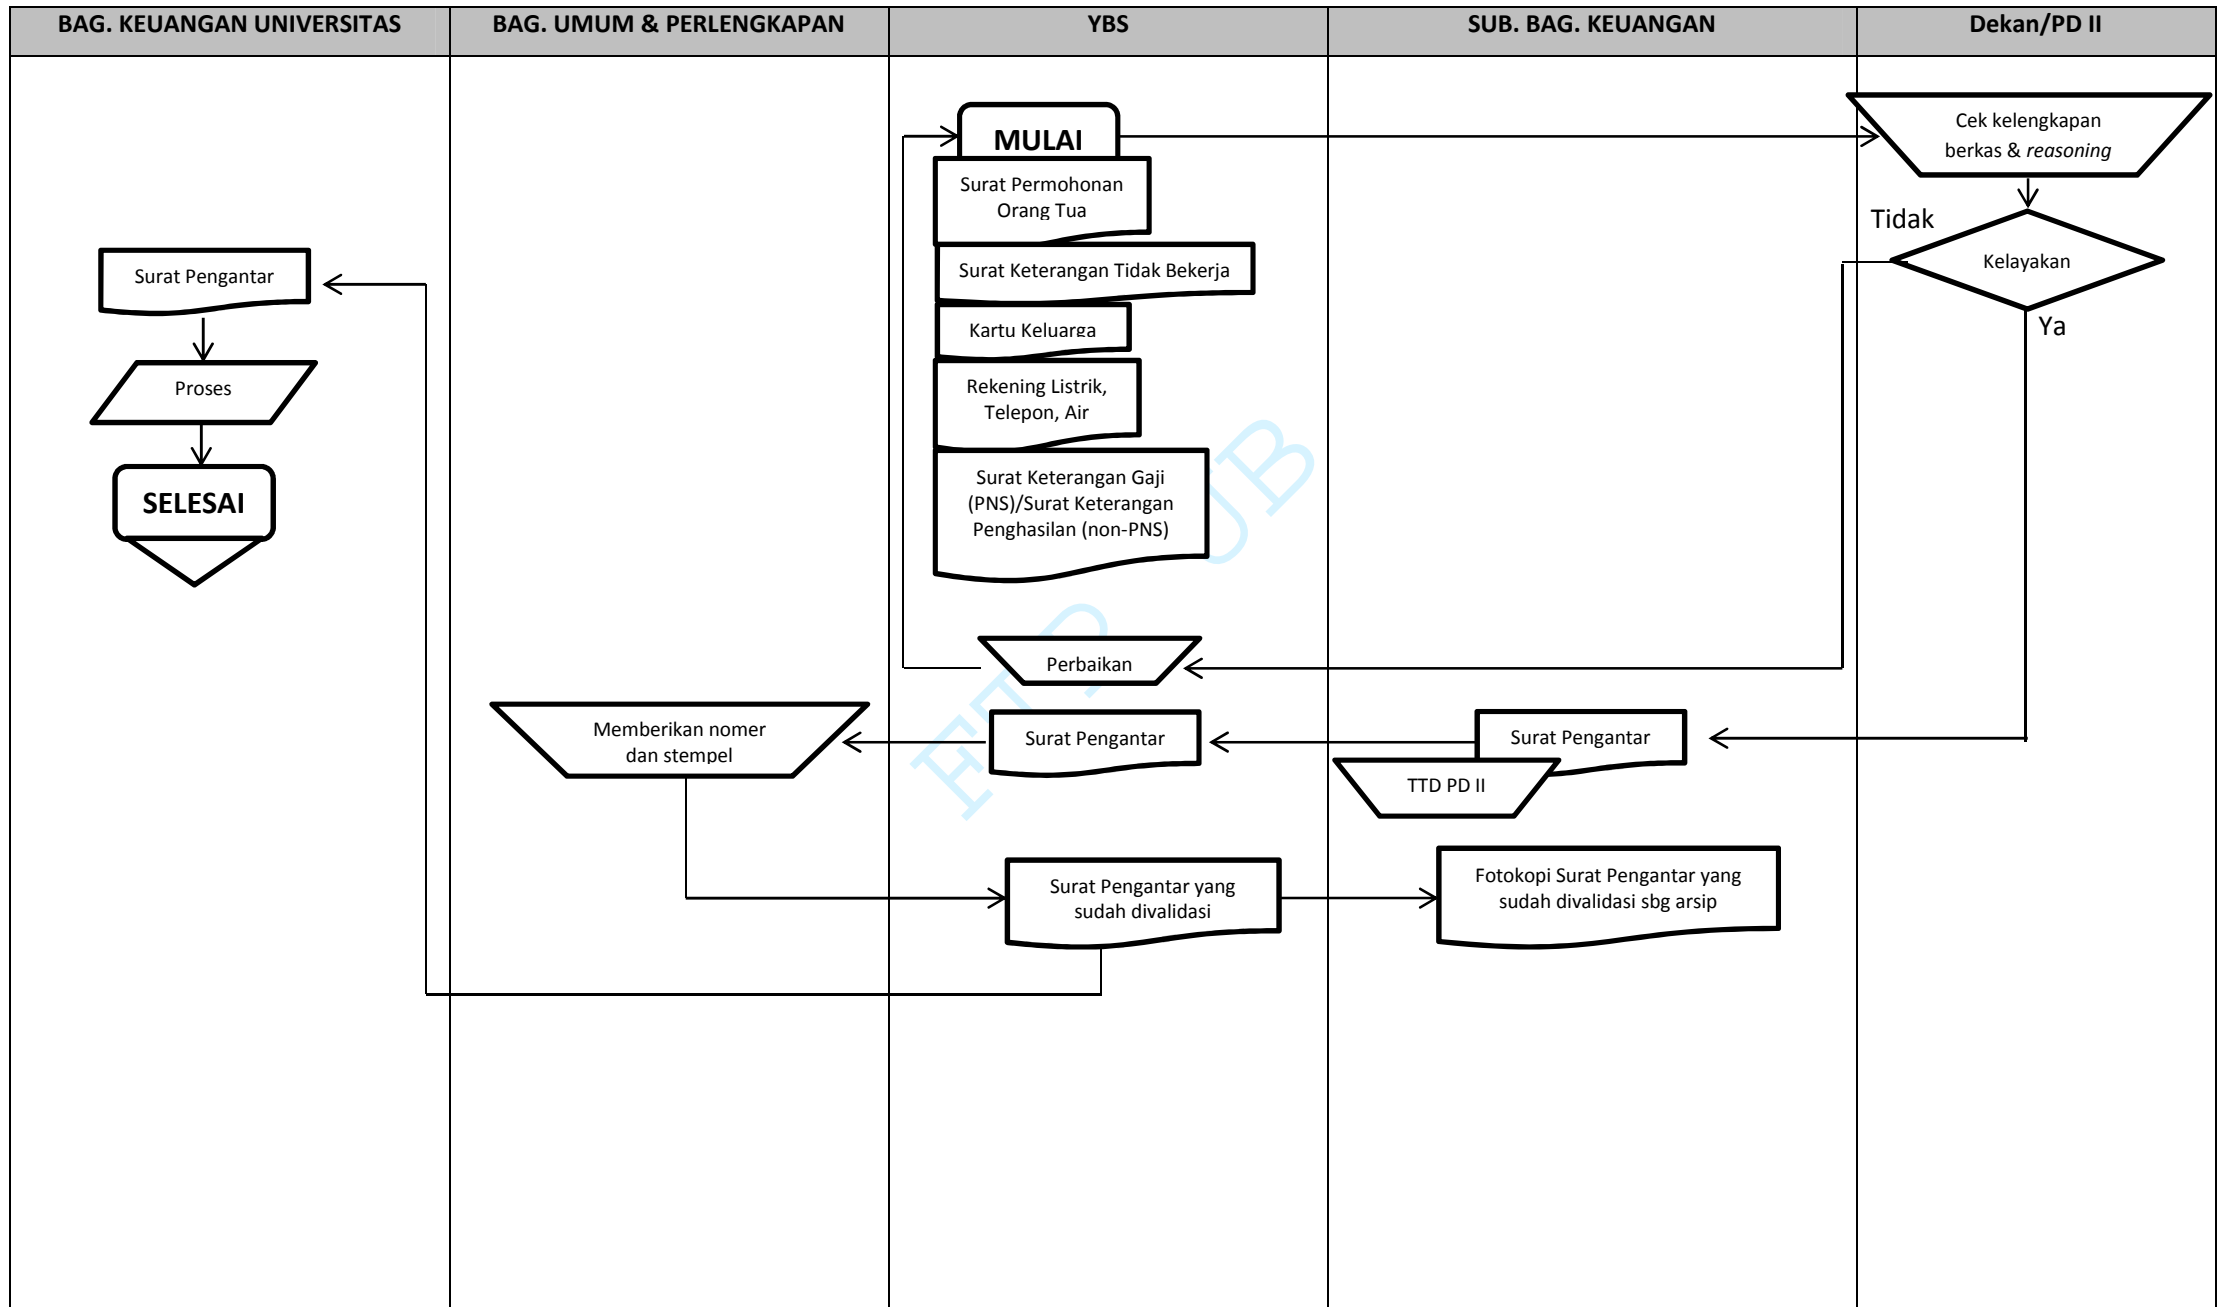 BAG. KEUANGAN UNIVERSITAS
BAG. UMUM & PERLENGKAPAN
YBS
SUB. BAG. KEUANGAN
Dekan/PD II
MULAI
Surat Permohonan
Orang Tua
Surat Keterangan Tidak Bekerja
Kartu Keluarga
Rekening Listrik,
Telepon, Air
Surat Keterangan Gaji
(PNS)/Surat Keterangan
Penghasilan (non-PNS)
Cek kelengkapan
berkas & reasoning
Tidak
Kelayakan
Ya
Surat Pengantar
Proses
SELESAI
Perbaikan
Memberikan nomer
dan stempel
Surat Pengantar
Surat Pengantar
TTD PD II
Surat Pengantar yang
sudah divalidasi
Fotokopi Surat Pengantar yang
sudah divalidasi sbg arsip
UB